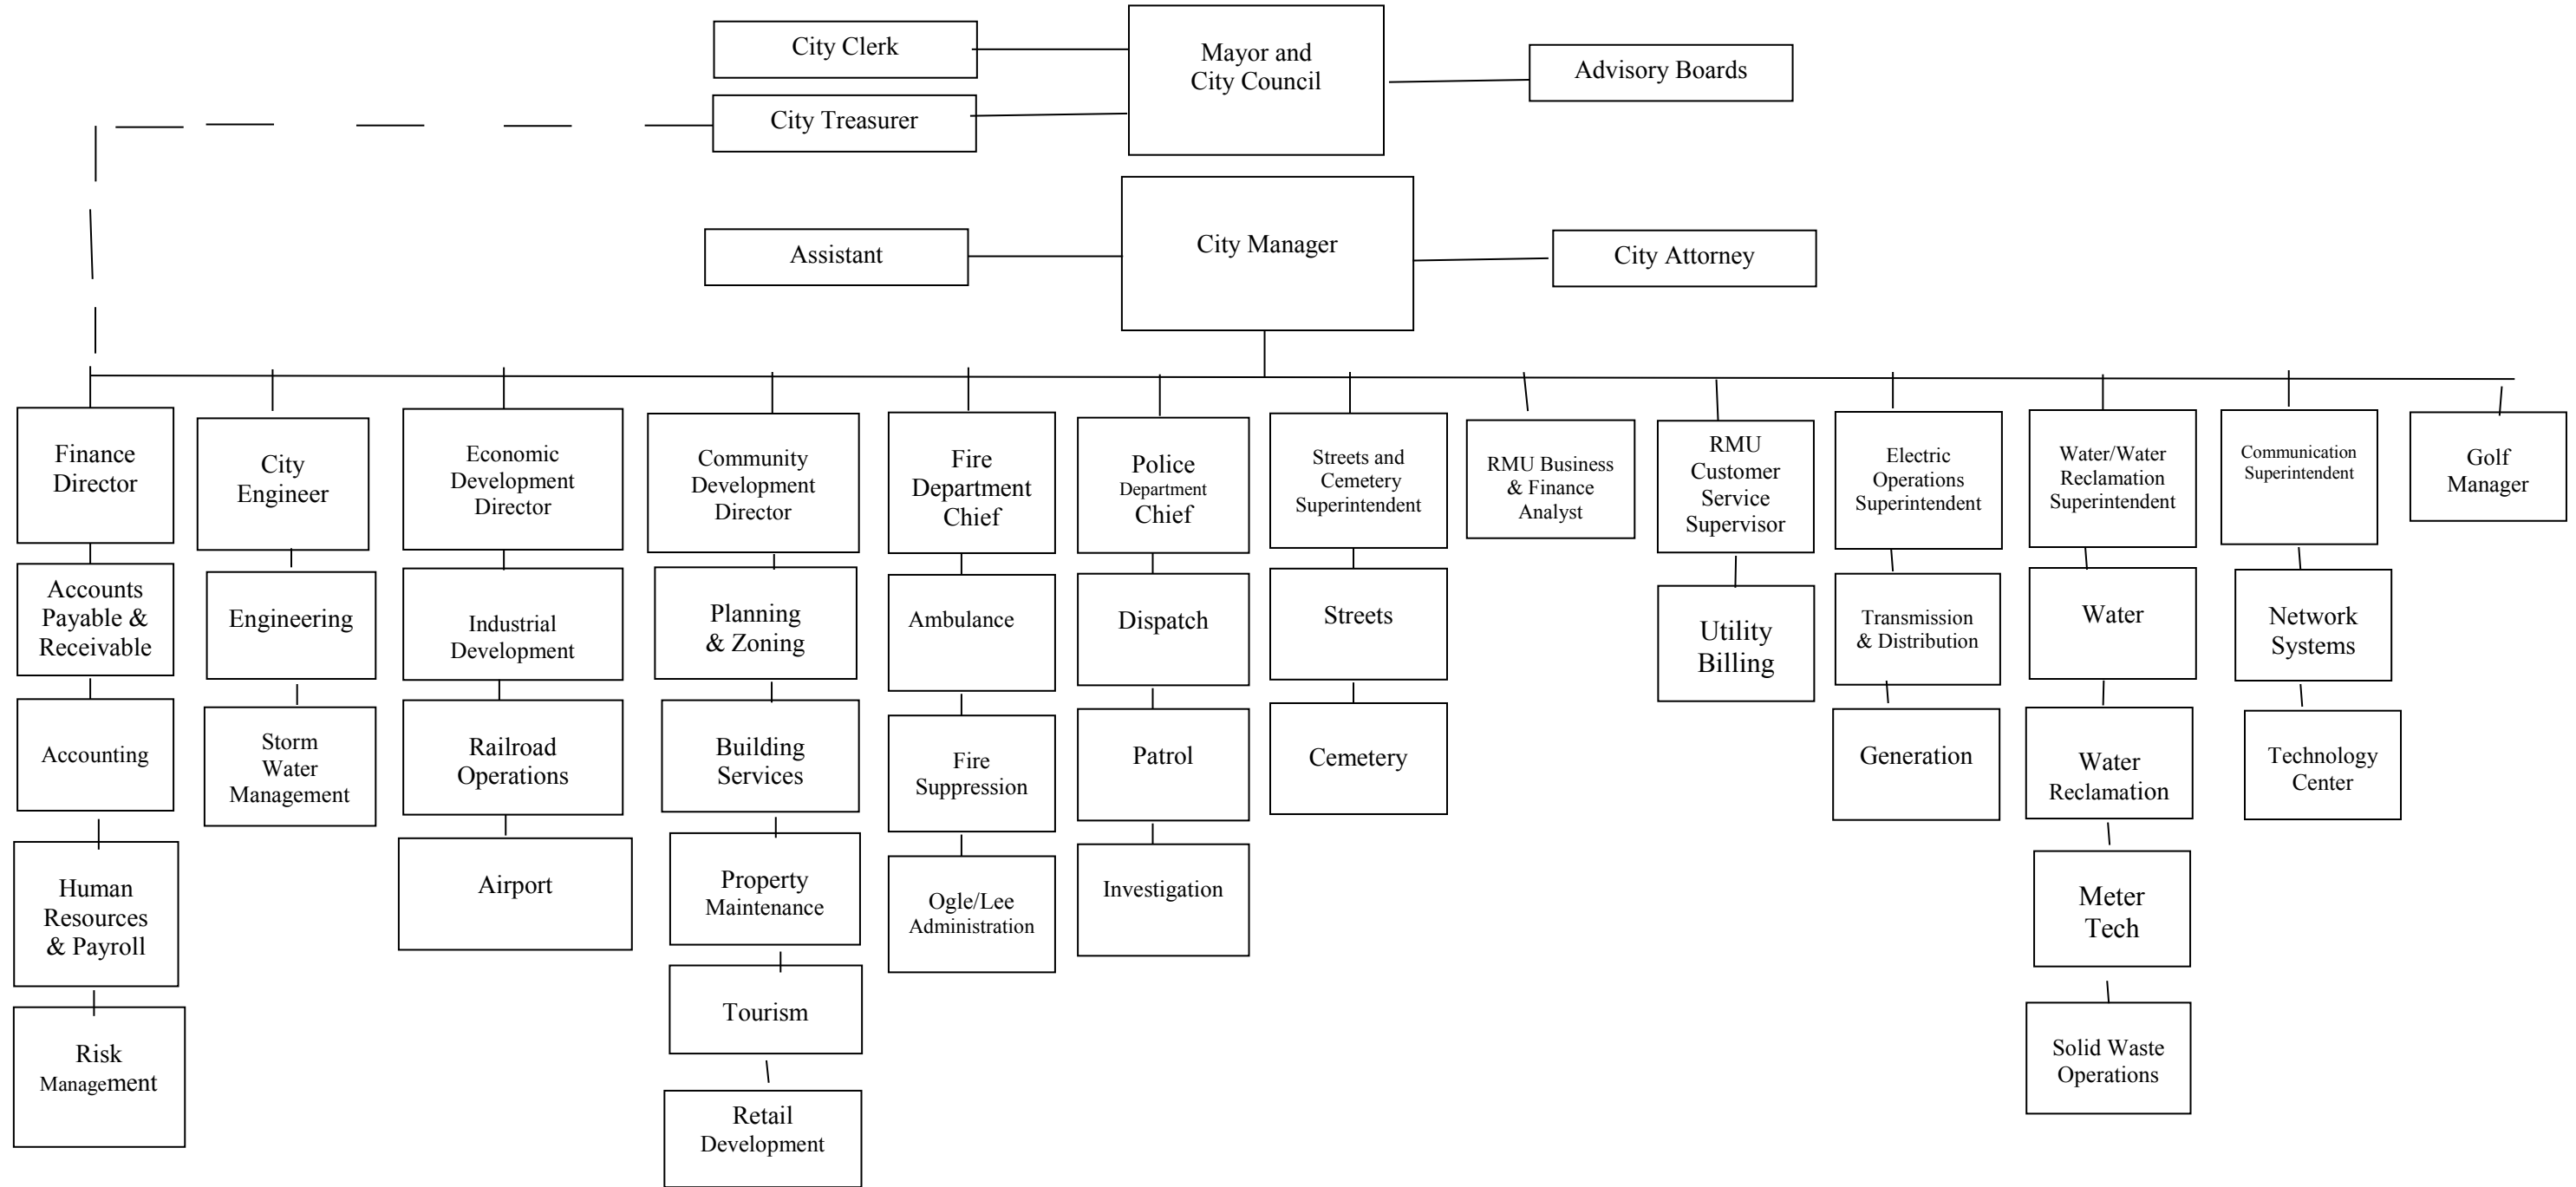 City Clerk
Mayor and
City Council
Advisory Boards
City Treasurer
City Manager
Assistant
City Attorney
Finance
Director
City
Engineer
Economic
Development
Director
Community
Development
Director
Fire
Department
Chief
Police
Department
Chief
Streets and
Cemetery
Superintendent
RMU Business
& Finance
Analyst
RMU
Customer
Service
Supervisor
Electric
Operations
Superintendent
Water/Water
Reclamation
Superintendent
Communication
Superintendent
Golf
Manager
Accounts
Payable &
Receivable
Engineering
Industrial
Development
Planning
& Zoning
Ambulance
Dispatch
Streets
Utility
Billing
Transmission
& Distribution
Water
Network
Systems
Accounting
Storm
Water
Management
Railroad
Operations
Building
Services
Fire
Suppression
Patrol
Cemetery
Generation
Water
Reclamation
Technology
Center
Human
Resources
& Payroll
Airport
Property
Maintenance
Ogle/Lee
Administration
Investigation
Meter
Tech
Risk
Management
Tourism
Solid Waste
Operations
Retail
Development